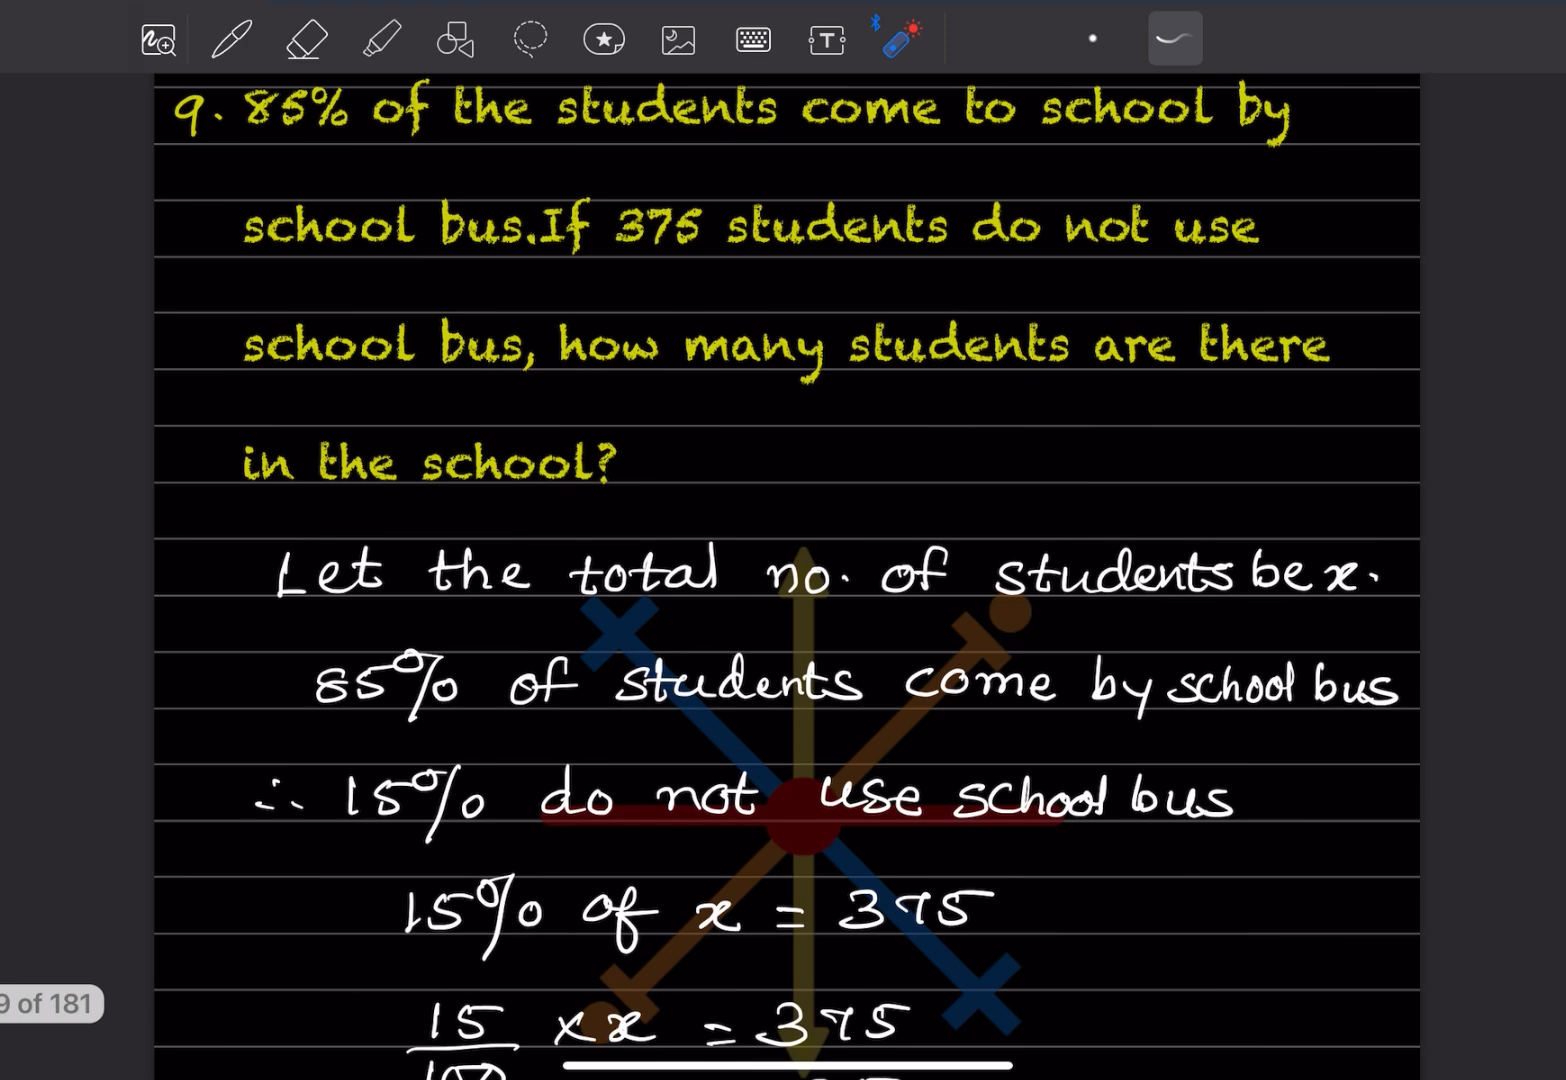 9. 85% of the students come to school by
school bus.If 375 students do not use
school bus, how many students are there
in the school?
Let the total no. of students be x.
85% of students come by school bus
∴ 15% do not use school bus
15% of x = 375
15 × x = 375
100
9 of 181